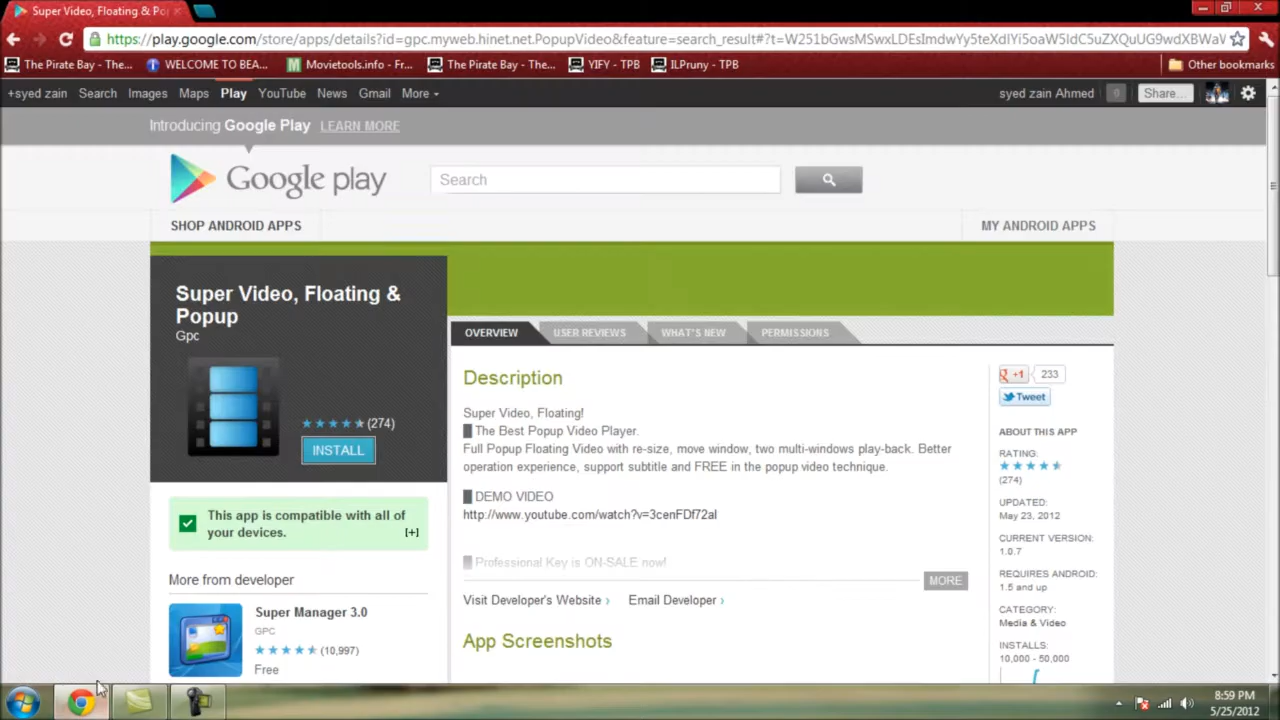 Super Video, Floating & Po
https://play.google.com/store/apps/details?id=gpc.myweb.hinet.net.PopupVideo&feature=search_result#?t=W251bGwsMSwxLDEsImdwYy5teXdlYi5oaW5ldC5uZXQuUG9wdXBWaV
The Pirate Bay - The... WELCOME TO BEA... Movietools.info - Fr... The Pirate Bay - The... YIFY - TPB ILPruny - TPB Other bookmarks
+syed zain Search Images Maps Play YouTube News Gmail More syed zain Ahmed 0 Share...
Introducing Google Play LEARN MORE
Google play Search
SHOP ANDROID APPS MY ANDROID APPS
Super Video, Floating &
Popup
Gpc
(274)
INSTALL
This app is compatible with all of
your devices. [+]
More from developer
Super Manager 3.0
GPC
(10,997)
Free
OVERVIEW USER REVIEWS WHAT'S NEW PERMISSIONS
Description
Super Video, Floating!
The Best Popup Video Player.
Full Popup Floating Video with re-size, move window, two multi-windows play-back. Better
operation experience, support subtitle and FREE in the popup video technique.
DEMO VIDEO
http://www.youtube.com/watch?v=3cenFDf72aI
Professional Key is ON-SALE now!
MORE
Visit Developer's Website › Email Developer ›
App Screenshots
+1 233
Tweet
ABOUT THIS APP
RATING:
(274)
UPDATED:
May 23, 2012
CURRENT VERSION:
1.0.7
REQUIRES ANDROID:
1.5 and up
CATEGORY:
Media & Video
INSTALLS:
10,000 - 50,000
8:59 PM
5/25/2012